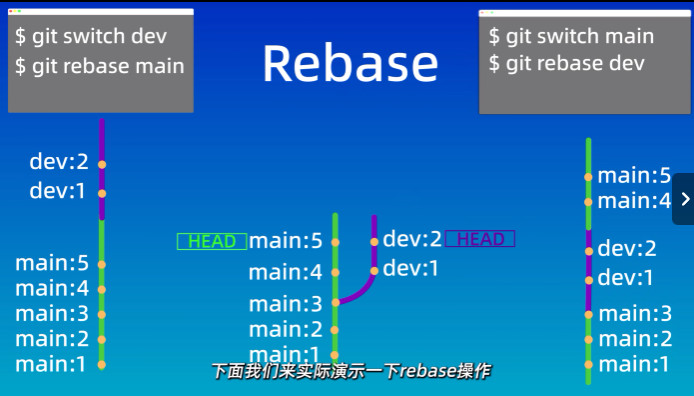 $ git switch dev
$ git rebase main
Rebase
$ git switch main
$ git rebase dev
dev:2
dev:1
main:5
main:4
main:3
main:2
main:1
HEAD main:5
main:4
main:3
main:2
main:1
dev:2 HEAD
dev:1
main:5
main:4
dev:2
dev:1
main:3
main:2
main:1
下面我们来实际演示一下rebase操作